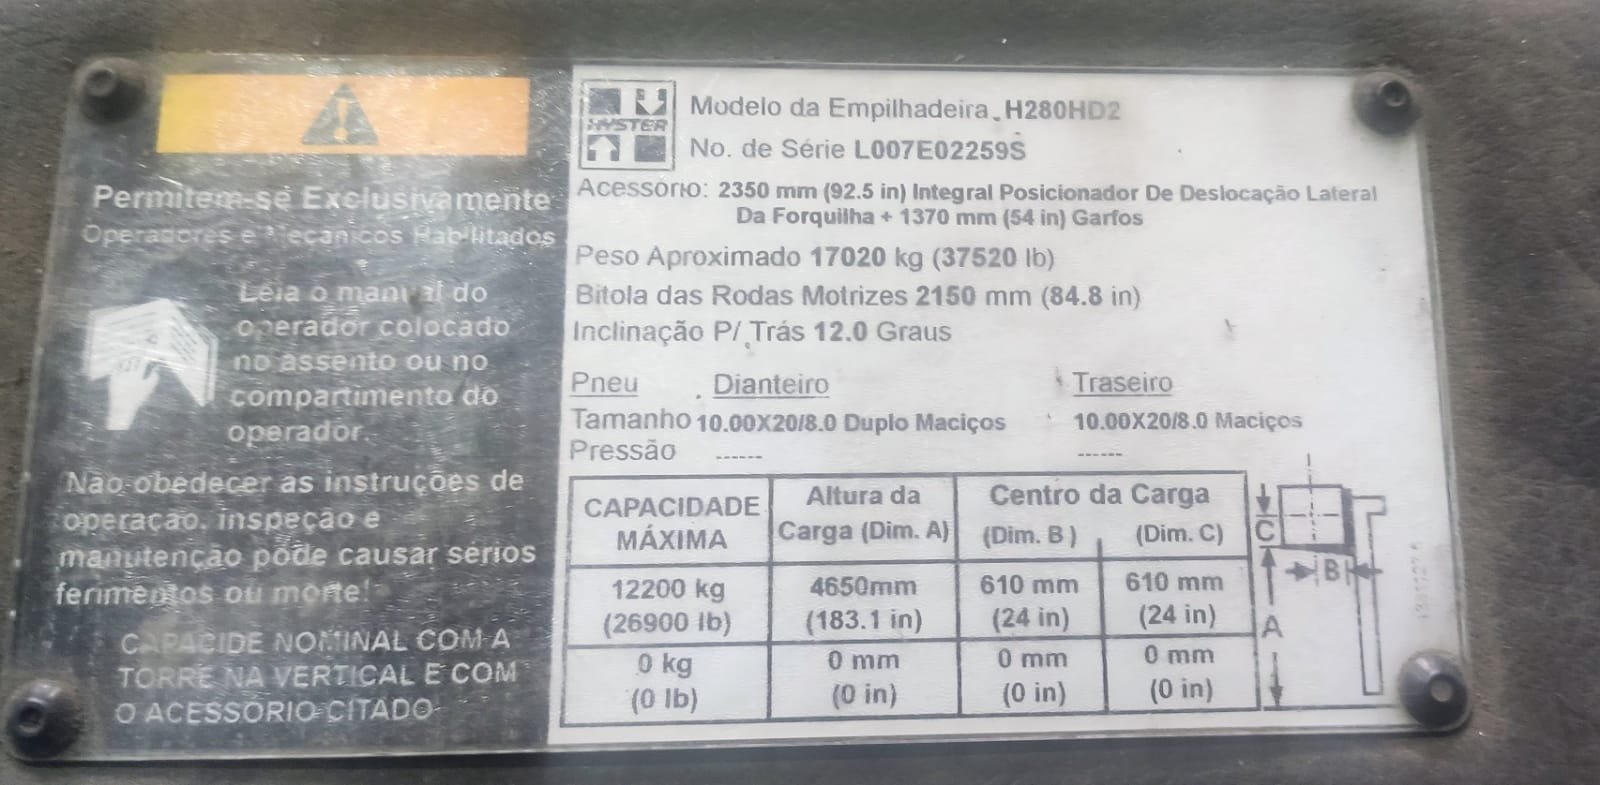 Permitem-se Exclusivamente
Operadores e Mecânicos Habilitados
Leia o manual do
operador colocado
no assento ou no
compartimento do
operador.
Não obedecer as instruções de
operação, inspeção e
manutenção pode causar sérios
ferimentos ou morte!
CAPACIDE NOMINAL COM A
TORRE NA VERTICAL E COM
O ACESSÓRIO CITADO
HYSTER
Modelo da Empilhadeira H280HD2
No. de Série L007E02259S
Acessório: 2350 mm (92.5 in) Integral Posicionador De Deslocação Lateral
Da Forquilha + 1370 mm (54 in) Garfos
Peso Aproximado 17020 kg (37520 lb)
Bitola das Rodas Motrizes 2150 mm (84.8 in)
Inclinação P/ Trás 12.0 Graus
Pneu Dianteiro Traseiro
Tamanho 10.00X20/8.0 Duplo Maciços 10.00X20/8.0 Maciços
Pressão ------ ------
CAPACIDADE MÁXIMA Altura da Carga (Dim. A) Centro da Carga (Dim. B ) (Dim. C)
12200 kg 4650mm 610 mm 610 mm
(26900 lb) (183.1 in) (24 in) (24 in)
0 kg 0 mm 0 mm 0 mm
(0 lb) (0 in) (0 in) (0 in)
C
B
A